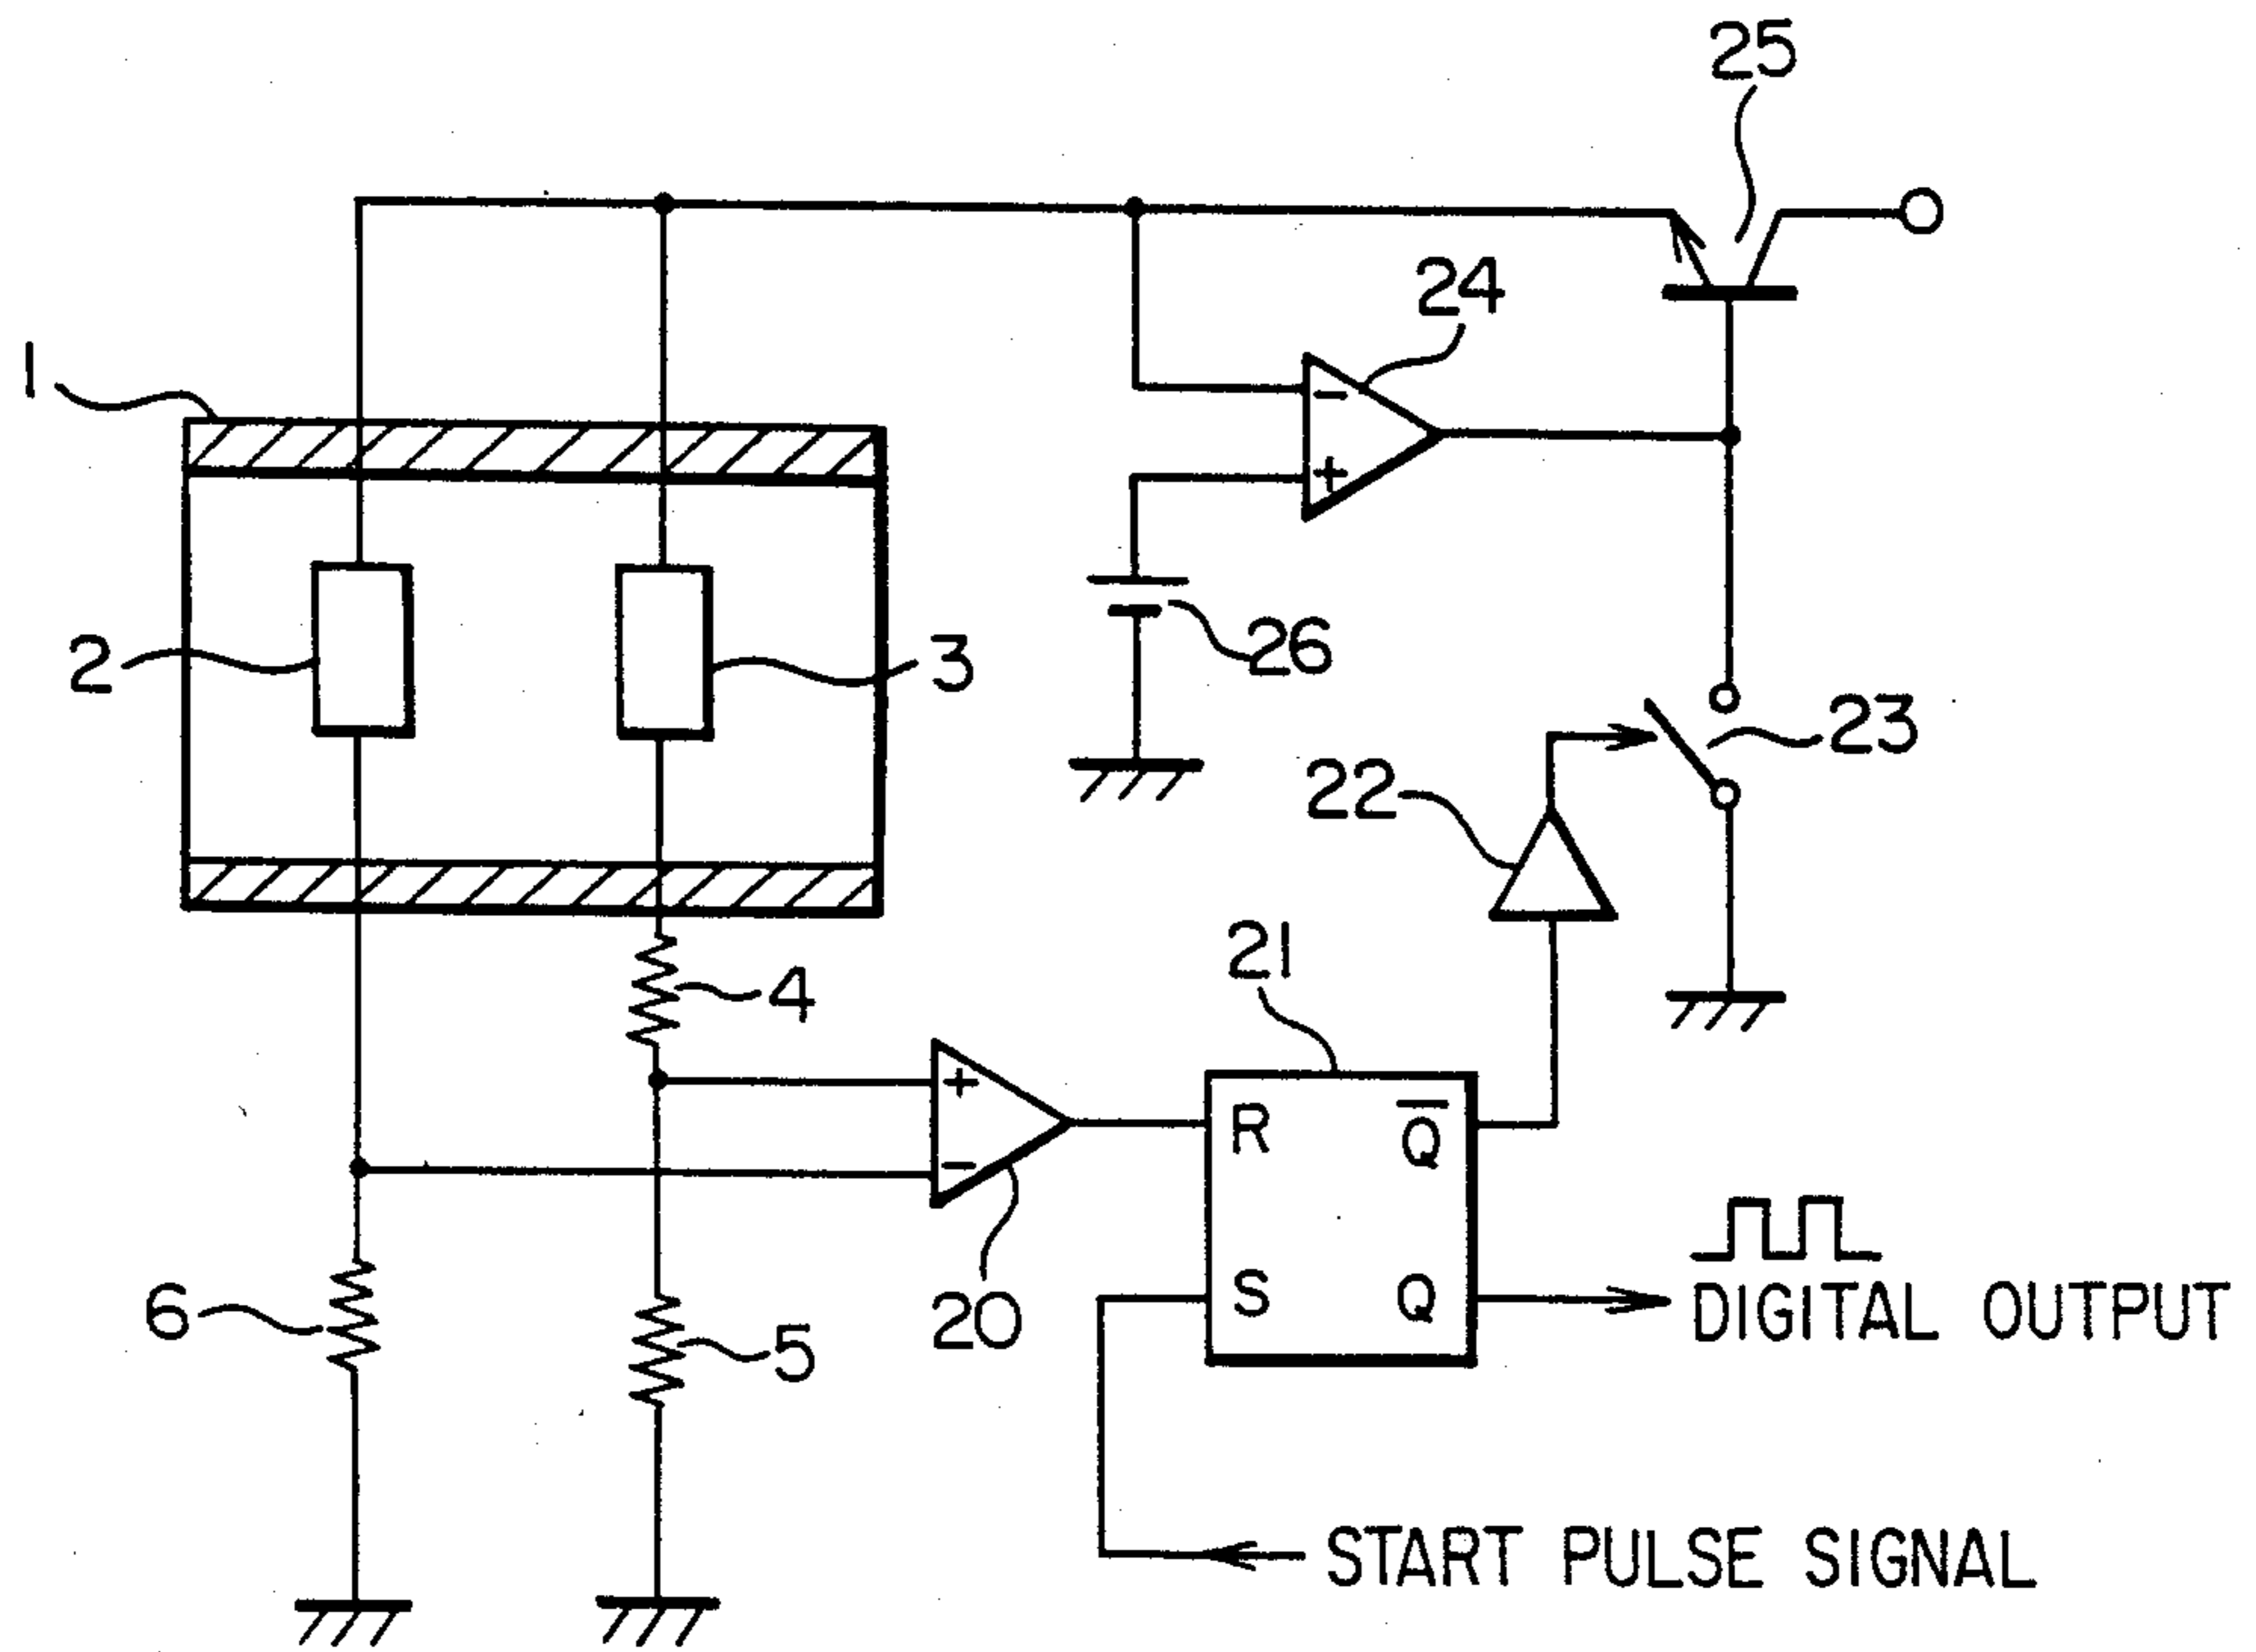 25
24
1
2
3
26
23
22
21
4
+
-
R
Q̅
S
Q
DIGITAL OUTPUT
6
5
20
START PULSE SIGNAL
-
+